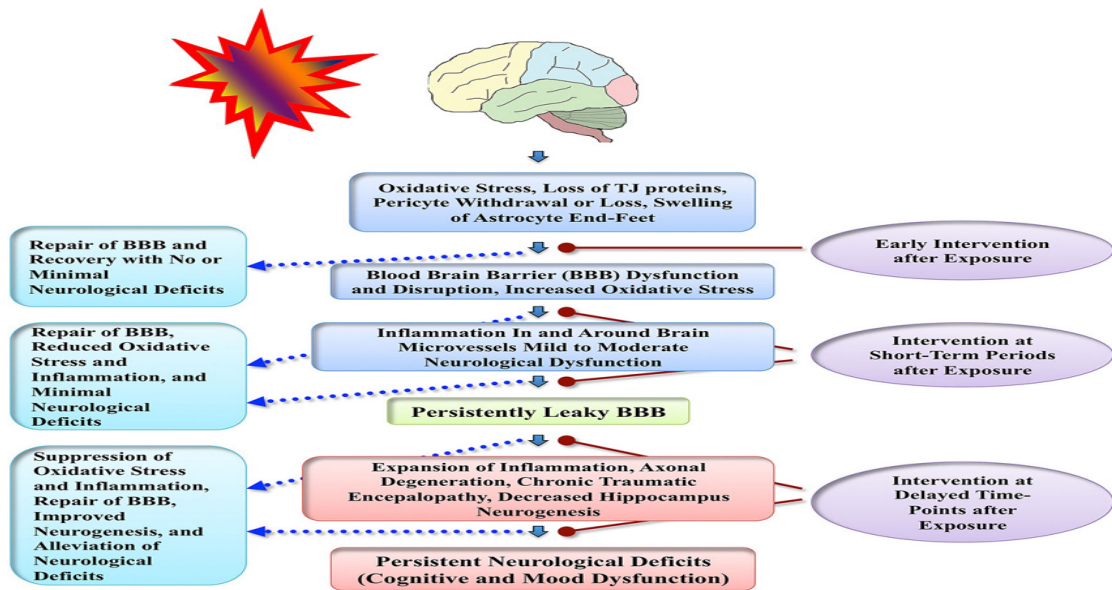 Oxidative Stress, Loss of TJ proteins,
Pericyte Withdrawal or Loss, Swelling
of Astrocyte End-Feet
Repair of BBB and
Recovery with No or
Minimal
Neurological Deficits
Early Intervention
after Exposure
Blood Brain Barrier (BBB) Dysfunction
and Disruption, Increased Oxidative Stress
Repair of BBB,
Reduced Oxidative
Stress and
Inflammation, and
Minimal
Neurological
Deficits
Inflammation In and Around Brain
Microvessels Mild to Moderate
Neurological Dysfunction
Intervention at
Short-Term Periods
after Exposure
Persistently Leaky BBB
Suppression of
Oxidative Stress
and Inflammation,
Repair of BBB,
Improved
Neurogenesis, and
Alleviation of
Neurological
Deficits
Expansion of Inflammation, Axonal
Degeneration, Chronic Traumatic
Encepalopathy, Decreased Hippocampus
Neurogenesis
Intervention at
Delayed Time-
Points after
Exposure
Persistent Neurological Deficits
(Cognitive and Mood Dysfunction)